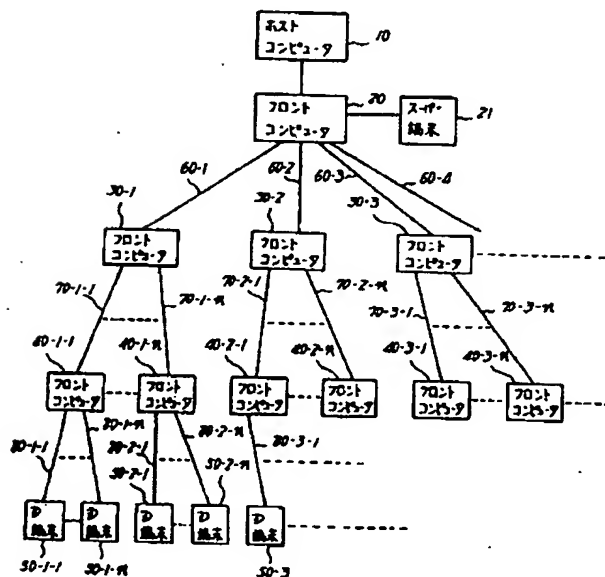 ホスト
コンピュータ
10
フロント
コンピュータ
20
スーパー
端末
21
60-1
60-2
60-3
60-4
30-1
30-2
30-3
フロント
コンピュータ
フロント
コンピュータ
フロント
コンピュータ
70-1-1
70-1-n
70-2-1
70-2-n
70-3-1
70-3-n
40-1-1
40-1-n
40-2-1
40-2-n
40-3-1
40-3-n
フロント
コンピュータ
フロント
コンピュータ
フロント
コンピュータ
フロント
コンピュータ
フロント
コンピュータ
フロント
コンピュータ
80-1-1
80-1-n
80-2-1
80-2-n
80-3-1
50-2-1
50-2-n
端末
端末
端末
端末
端末
50-1-1
50-1-n
50-3